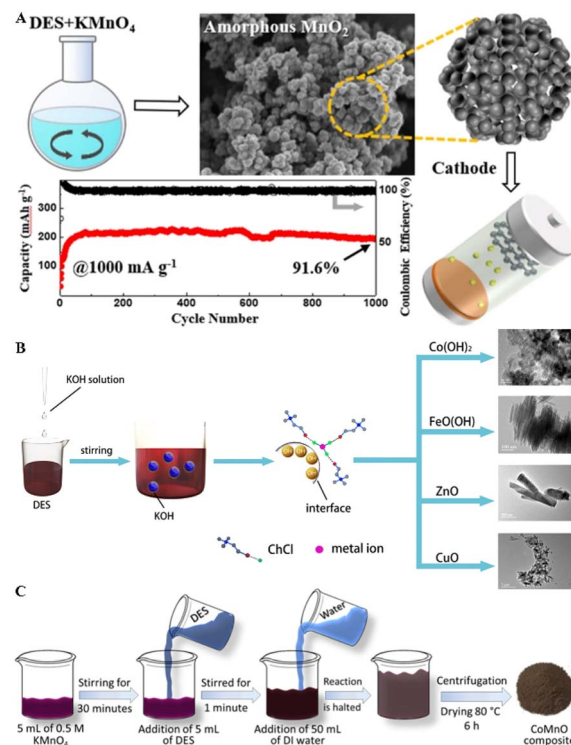 A
DES+KMnO₄
Amorphous MnO₂
Cathode
Capacity (mAh g⁻¹)
300
200
100
0
@1000 mA g⁻¹
91.6%
100
50
Coulombic Efficiency (%)
0 200 400 600 800 1000
Cycle Number
B
KOH solution
DES
stirring
KOH
OH OH OH OH
interface
ChCl
metal ion
Co(OH)₂
FeO(OH)
ZnO
CuO
C
5 mL of 0.5 M
KMnO₄
Stirring for
30 minutes
DES
Addition of 5
mL of DES
Stirred for
1 minute
Water
Addition of 50
mL of DI water
Reaction
is halted
Centrifugation
Drying 80 °C
6 h
CoMnO
composite